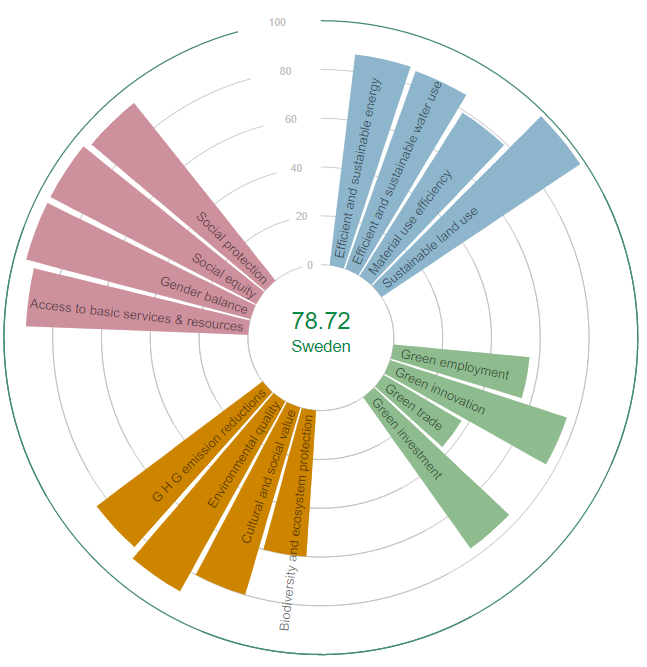 100
80
60
40
20
0
Efficient and sustainable energy
Efficient and sustainable water use
Material use efficiency
Sustainable land use
Social protection
Social equity
Gender balance
Access to basic services & resources
78.72
Sweden
Green employment
Green innovation
Green trade
Green investment
G H G emission reductions
Environmental quality
Cultural and social value
Biodiversity and ecosystem protection